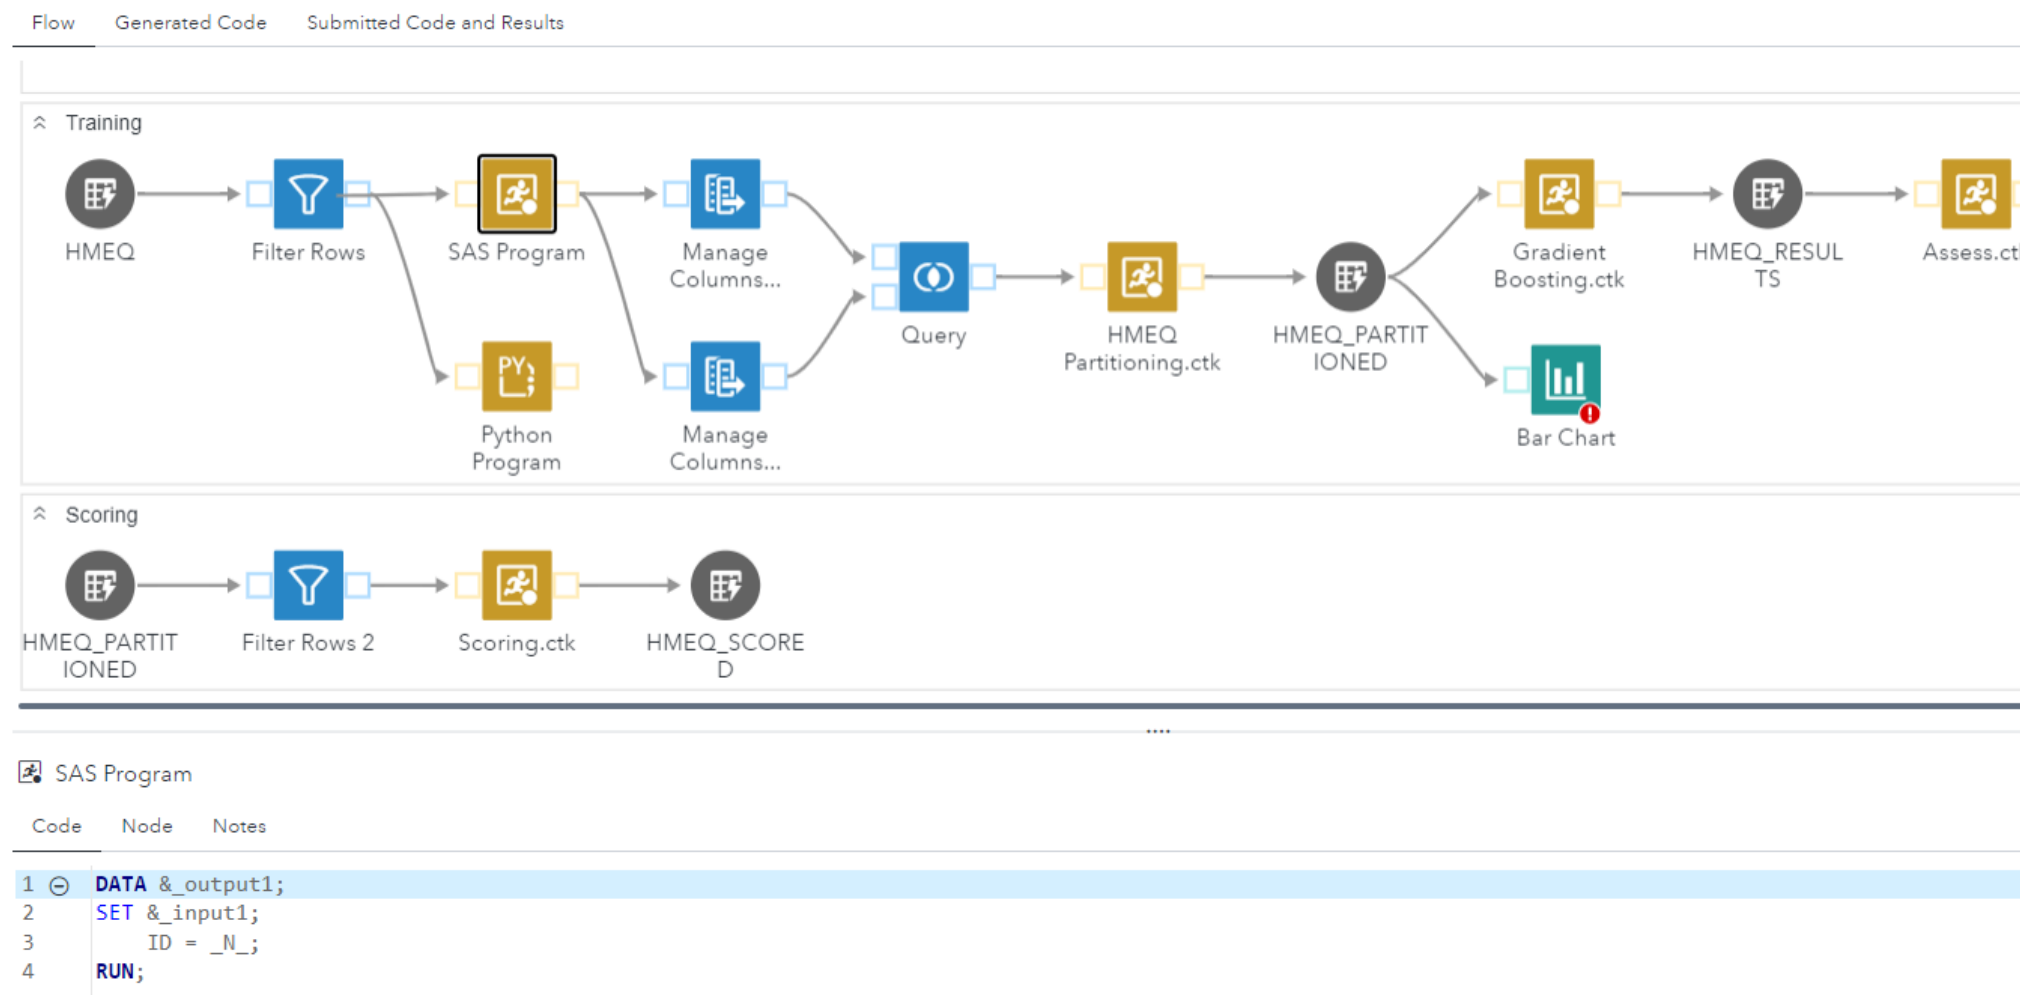 Flow Generated Code Submitted Code and Results
Training
HMEQ
Filter Rows
SAS Program
Manage
Columns...
Query
HMEQ
Partitioning.ctk
HMEQ_PARTIT
IONED
Gradient
Boosting.ctk
HMEQ_RESUL
TS
Assess.ct
PY
Python
Program
Manage
Columns...
Bar Chart
Scoring
HMEQ_PARTIT
IONED
Filter Rows 2
Scoring.ctk
HMEQ_SCORE
D
SAS Program
Code Node Notes
1 DATA &_output1;
2 SET &_input1;
3 ID = _N_;
4 RUN;